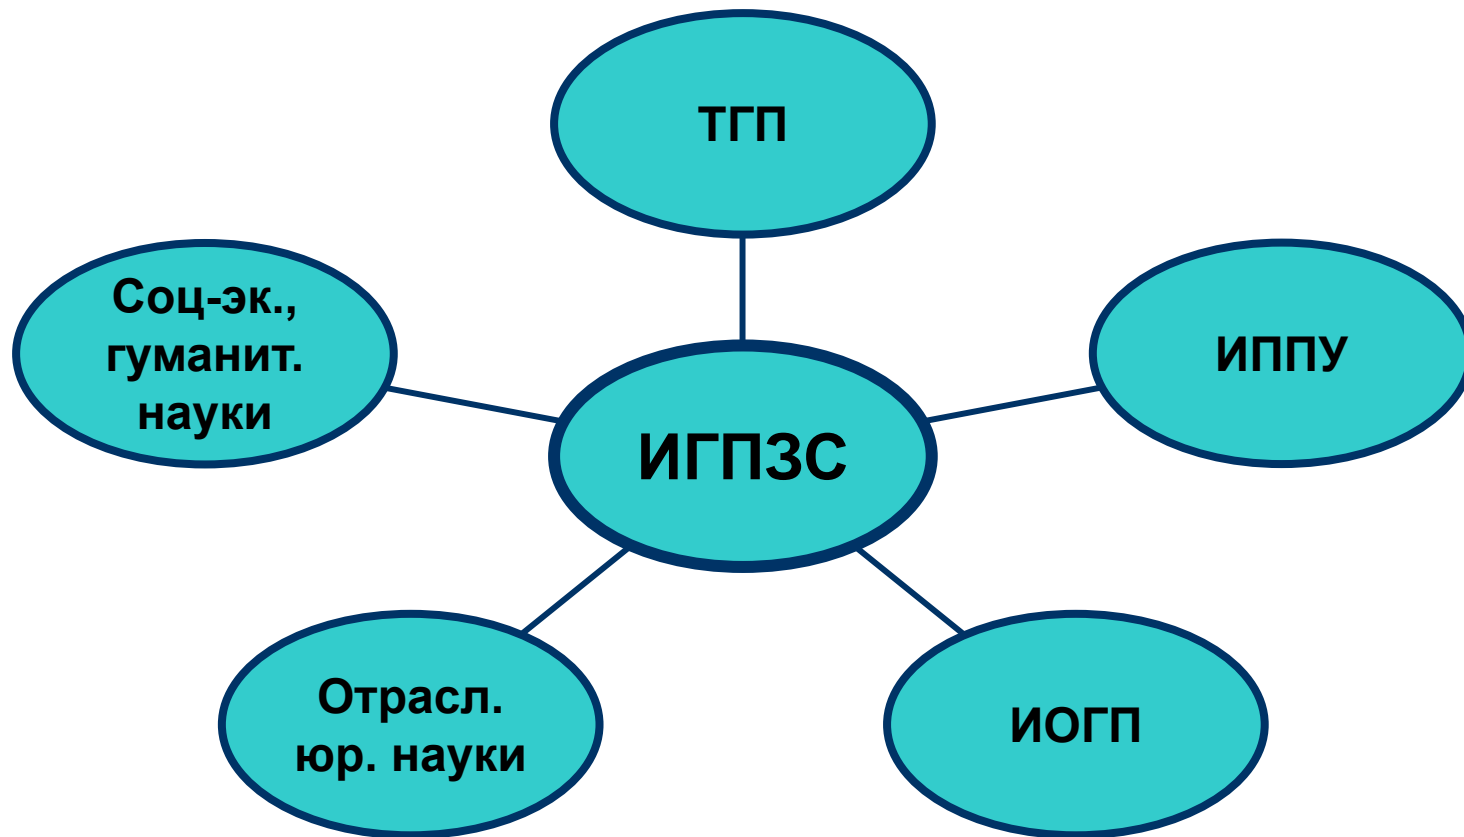 ТГП
Соц-эк.,
гуманит.
науки
ИППУ
ИГПЗС
Отрасл.
юр. науки
ИОГП